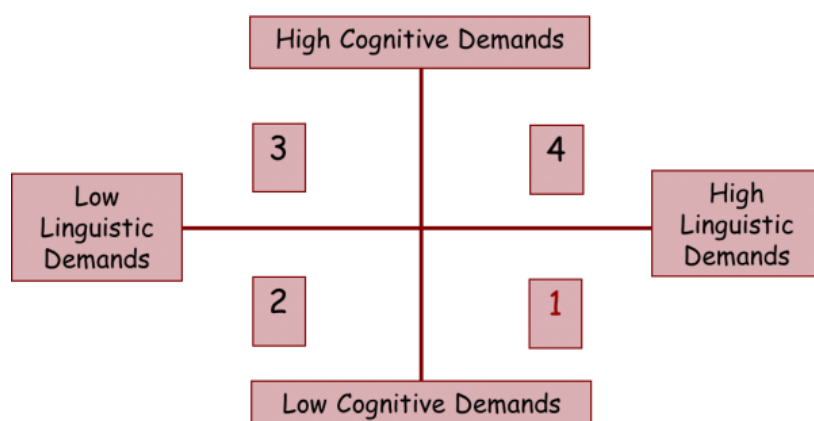 High Cognitive Demands
3
4
Low
Linguistic
Demands
High
Linguistic
Demands
2
1
Low Cognitive Demands